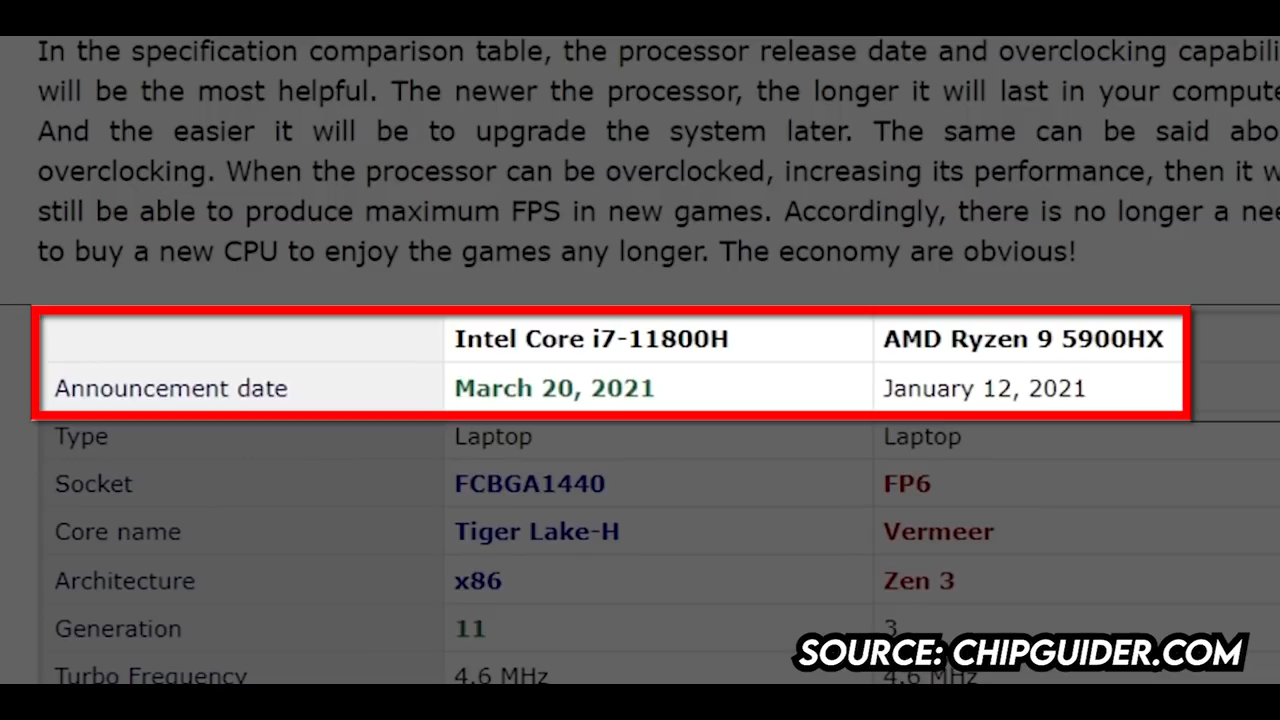 In the specification comparison table, the processor release date and overclocking capabili
will be the most helpful. The newer the processor, the longer it will last in your compute
And the easier it will be to upgrade the system later. The same can be said abo
overclocking. When the processor can be overclocked, increasing its performance, then it w
still be able to produce maximum FPS in new games. Accordingly, there is no longer a nee
to buy a new CPU to enjoy the games any longer. The economy are obvious!
Intel Core i7-11800H AMD Ryzen 9 5900HX
Announcement date March 20, 2021 January 12, 2021
Type Laptop Laptop
Socket FCBGA1440 FP6
Core name Tiger Lake-H Vermeer
Architecture x86 Zen 3
Generation 11 3
Turbo Frequency 4.6 MHz 4.6 MHz
SOURCE: CHIPGUIDER.COM